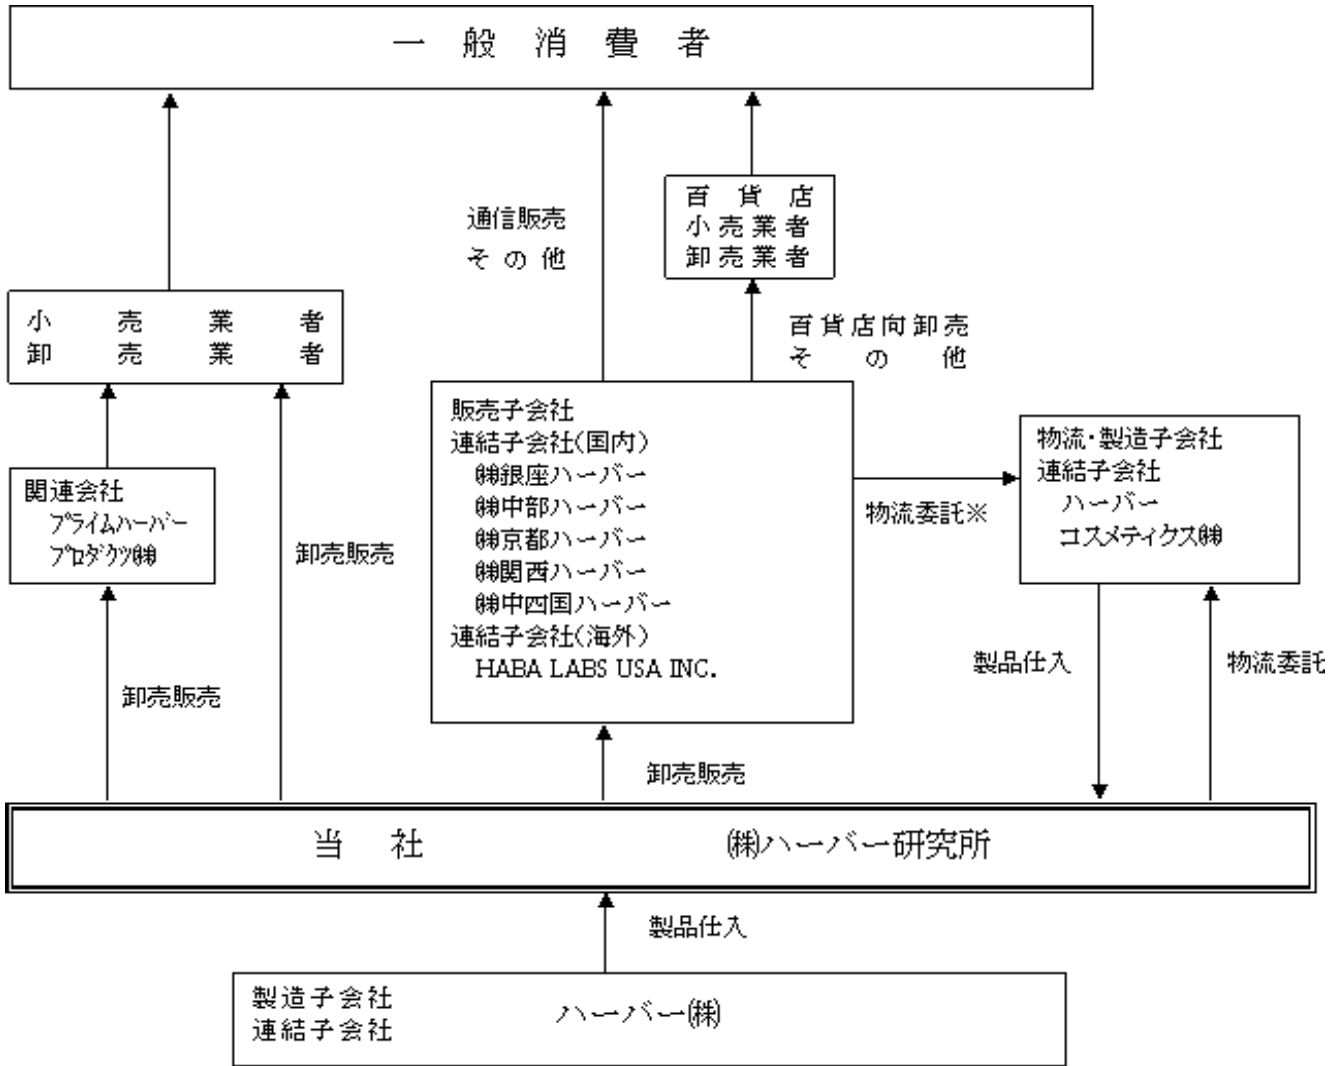 一般消費者
通信販売
その他
百貨店
小売業者
卸売業者
百貨店向卸売
その他
小売業者
卸売業者
関連会社
プライムハーバー
プロダクツ㈱
卸売販売
卸売販売
販売子会社
連結子会社(国内)
㈱銀座ハーバー
㈱中部ハーバー
㈱京都ハーバー
㈱関西ハーバー
㈱中四国ハーバー
連結子会社(海外)
HABA LABS USA INC.
物流委託※
物流・製造子会社
連結子会社
ハーバー
コスメティクス㈱
製品仕入
物流委託
卸売販売
当社 ㈱ハーバー研究所
製品仕入
製造子会社
連結子会社
ハーバー㈱